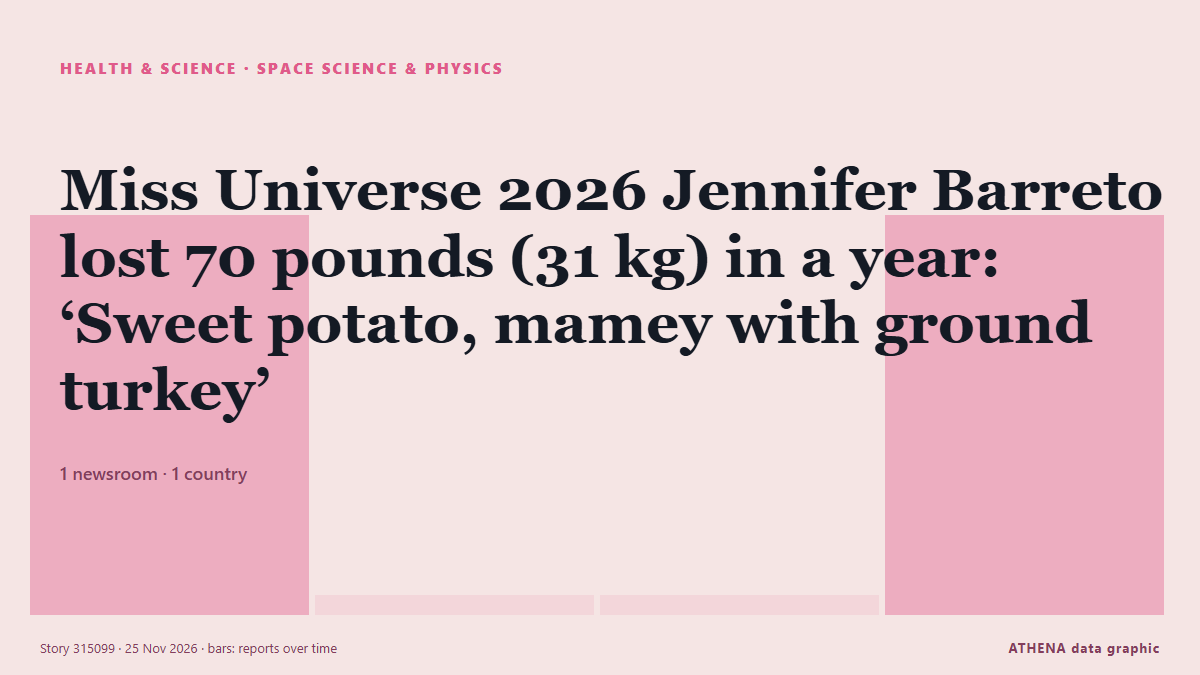 HEALTH & SCIENCE · SPACE SCIENCE & PHYSICS
Miss Universe 2026 Jennifer Barreto
lost 70 pounds (31 kg) in a year:
‘Sweet potato, mamey with ground
turkey’
1 newsroom · 1 country
Story 315099 · 25 Nov 2026 · bars: reports over time
ATHENA data graphic